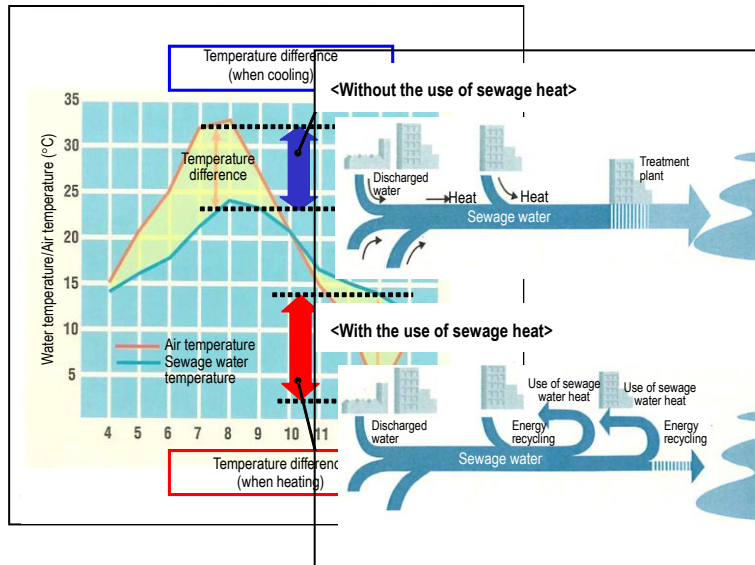 Temperature difference
(when cooling)
Water temperature/Air temperature (°C)
35
30
25
20
15
10
5
Temperature
difference
Air temperature
Sewage water
temperature
4
5
6
7
8
9
10
11
Temperature differenc
(when heating)
<Without the use of sewage heat>
Discharged
water
Heat
Heat
Treatment
plant
Sewage water
<With the use of sewage heat>
Use of sewage
water heat
Use of sewage
water heat
Discharged
water
Energy
recycling
Energy
recycling
Sewage water